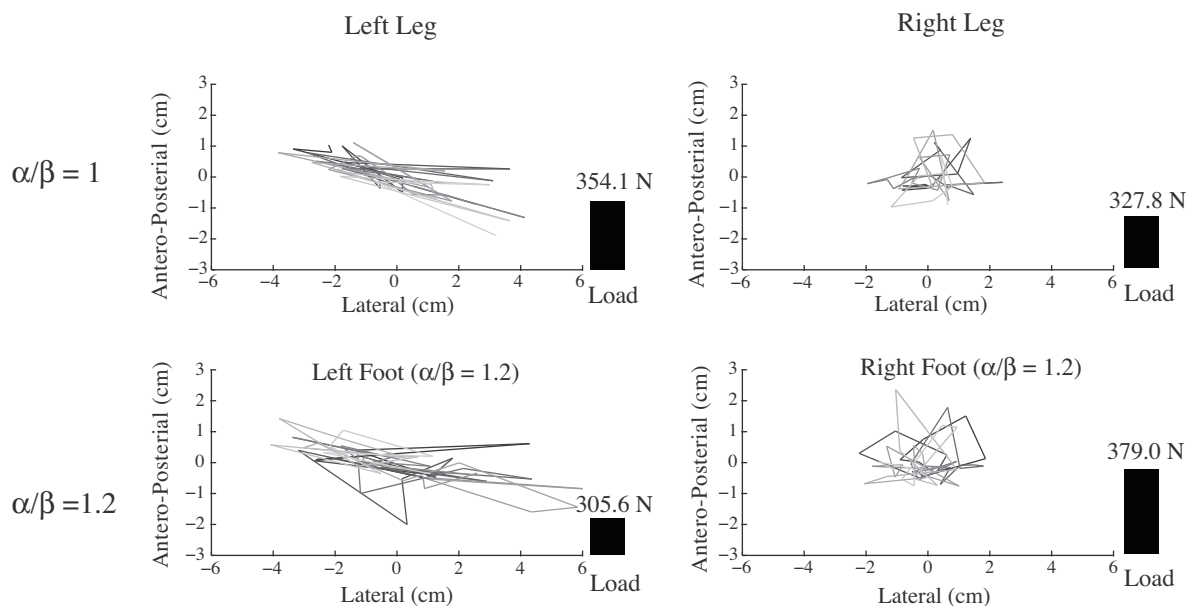 Left Leg
Right Leg
α/β = 1
Antero-Posterial (cm)
3
2
1
0
−1
−2
−3
−6
−4
−2
0
2
4
6
Lateral (cm)
354.1 N
Load
Antero-Posterial (cm)
3
2
1
0
−1
−2
−3
−6
−4
−2
0
2
4
6
Lateral (cm)
327.8 N
Load
α/β =1.2
Left Foot (α/β = 1.2)
Antero-Posterial (cm)
3
2
1
0
−1
−2
−3
−6
−4
−2
0
2
4
6
Lateral (cm)
305.6 N
Load
Right Foot (α/β = 1.2)
Antero-Posterial (cm)
3
2
1
0
−1
−2
−3
−6
−4
−2
0
2
4
6
Lateral (cm)
379.0 N
Load